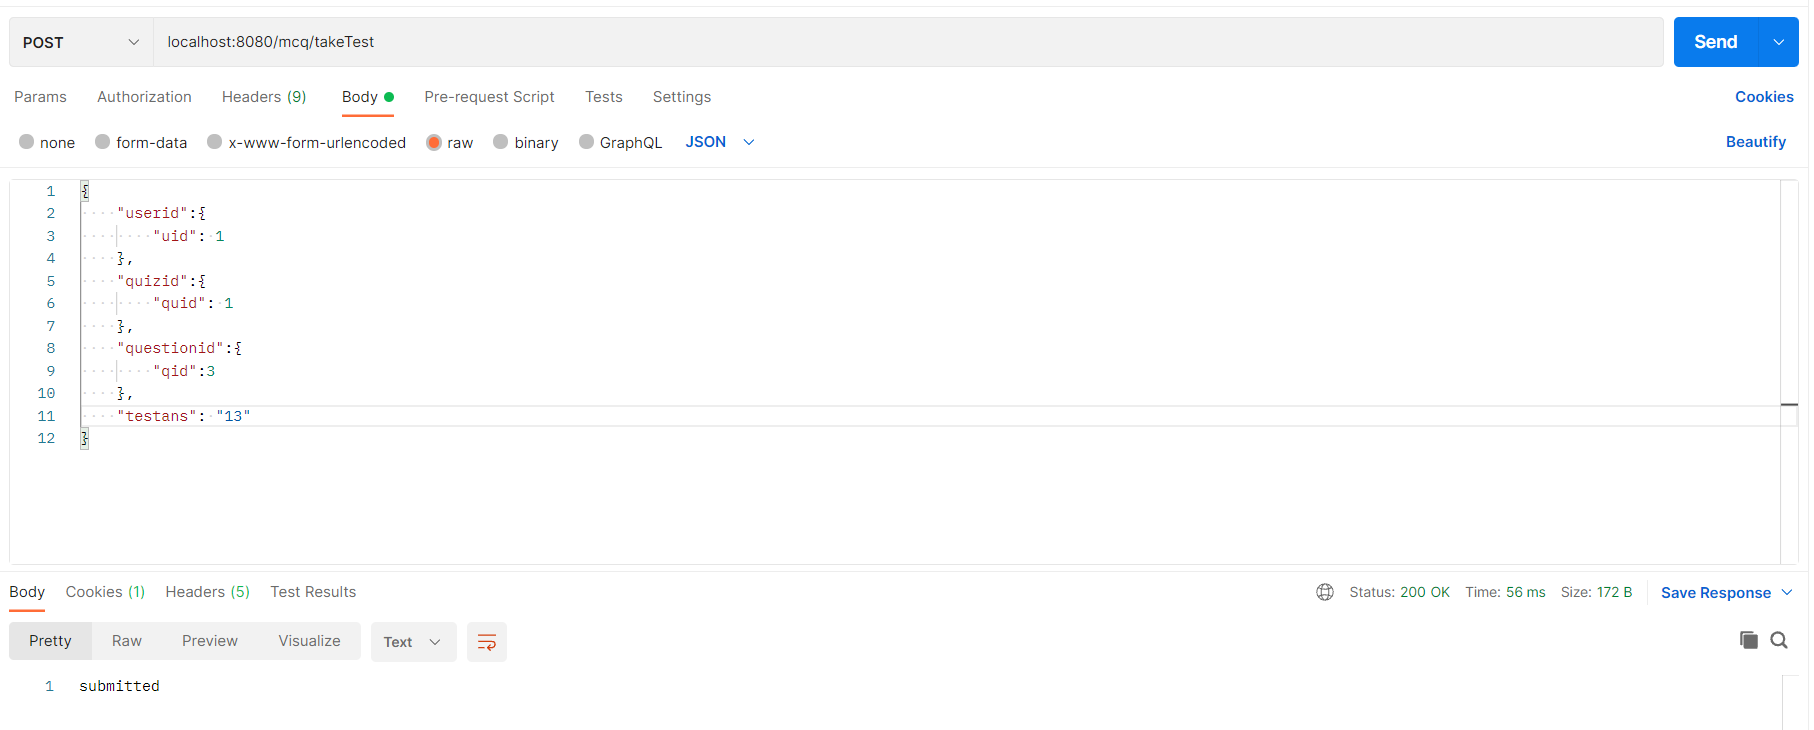 POST localhost:8080/mcq/takeTest Send
Params Authorization Headers (9) Body Pre-request Script Tests Settings Cookies
none form-data x-www-form-urlencoded raw binary GraphQL JSON Beautify
1 {
2 "userid":{
3 "uid": 1
4 },
5 "quizid":{
6 "quid": 1
7 },
8 "questionid":{
9 "qid":3
10 },
11 "testans": "13"
12 }
Body Cookies (1) Headers (5) Test Results Status: 200 OK Time: 56 ms Size: 172 B Save Response
Pretty Raw Preview Visualize Text
1 submitted